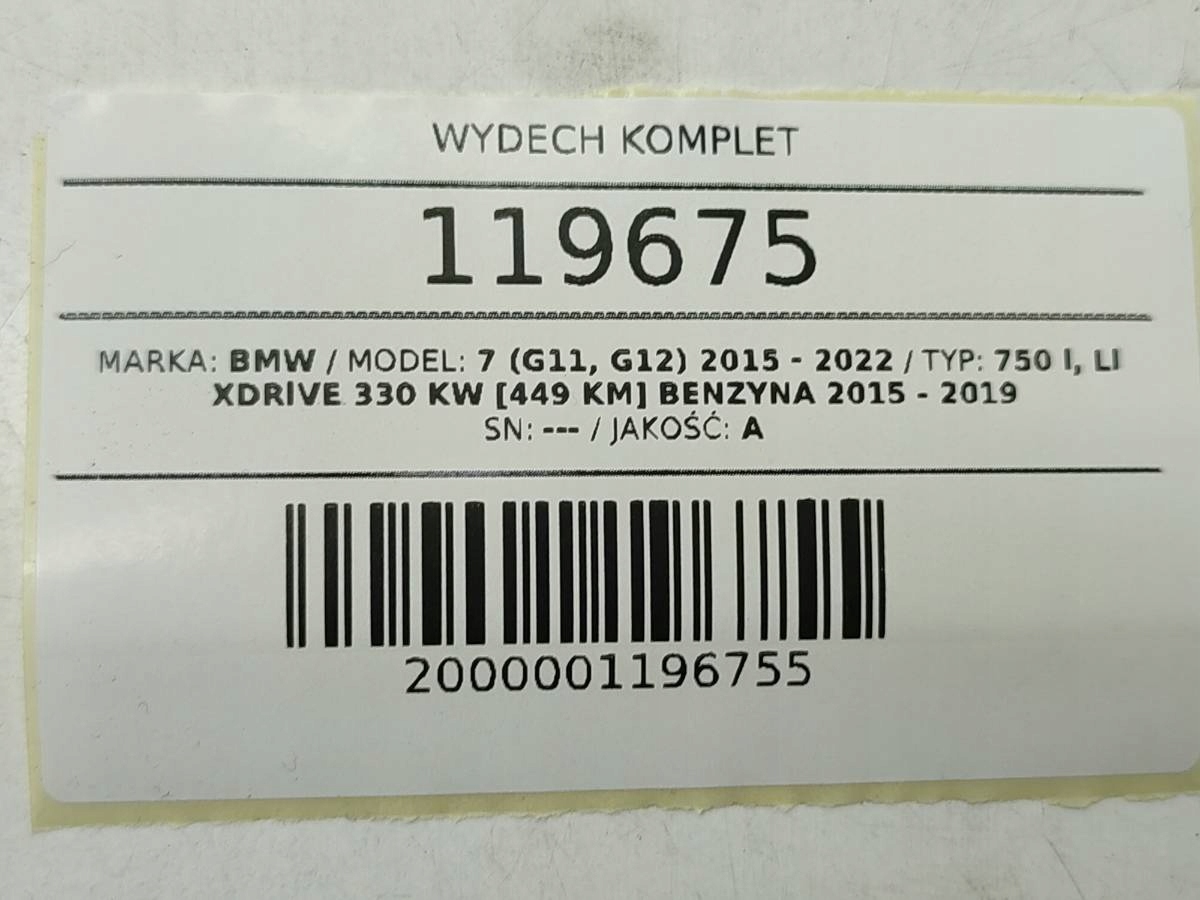 WYDECH KOMPLET
119675
MARKA: BMW / MODEL: 7 (G11, G12) 2015 - 2022 / TYP: 750 I, LI
XDRIVE 330 KW [449 KM] BENZYNA 2015 - 2019
SN: --- / JAKOŚĆ: A
2000001196755